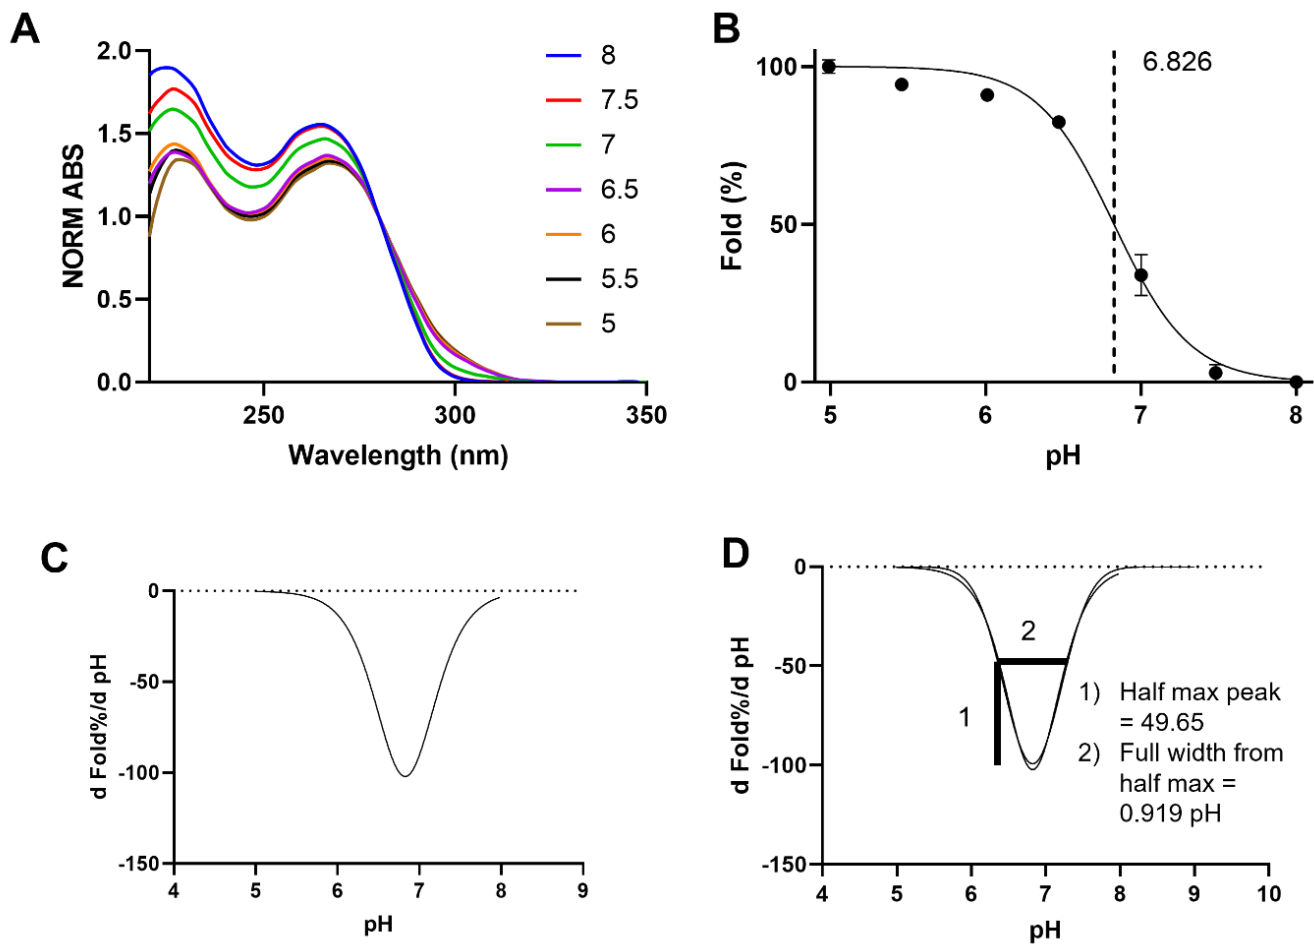 A
2.0
1.5
1.0
0.5
0.0
NORM ABS
250
300
350
Wavelength (nm)
8
7.5
7
6.5
6
5.5
5
B
6.826
100
50
0
Fold (%)
5
6
7
8
pH
C
0
-50
-100
-150
d Fold%/d pH
4
5
6
7
8
9
pH
D
0
-50
-100
-150
d Fold%/d pH
2
1
1) Half max peak
= 49.65
2) Full width from
half max =
0.919 pH
4
5
6
7
8
9
10
pH